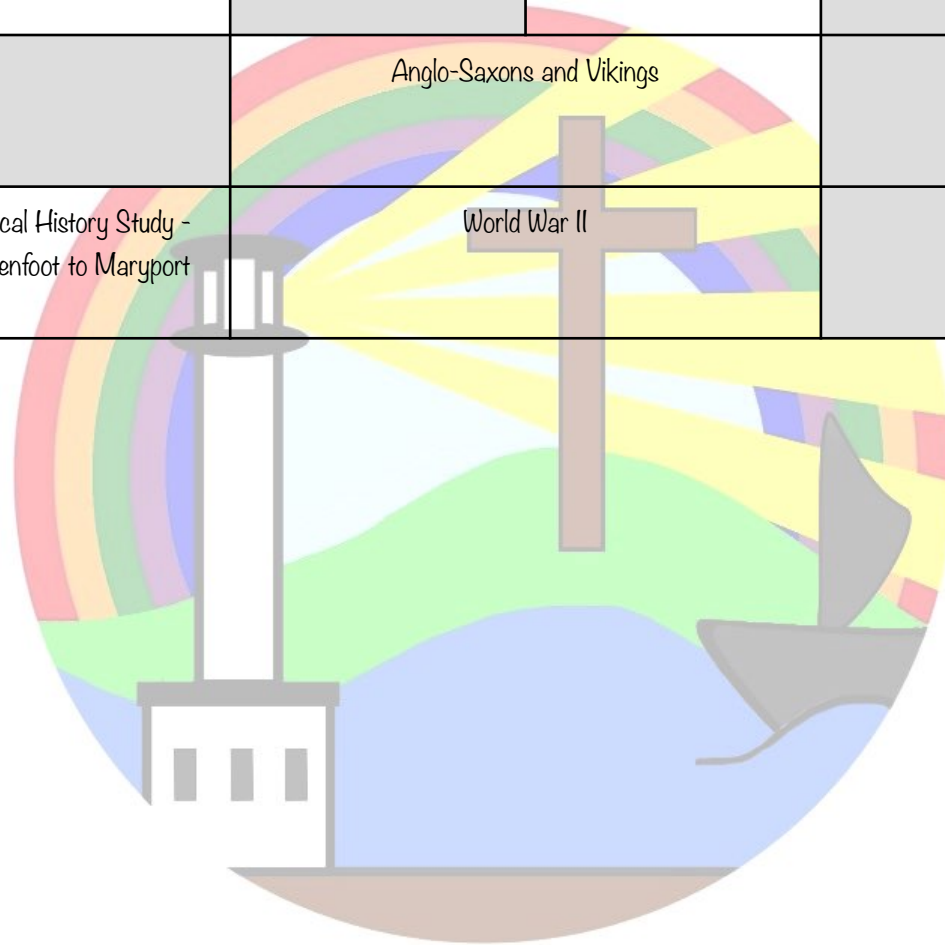 Anglo-Saxons and Vikings
cal History Study -
World War II
enfoot to Maryport